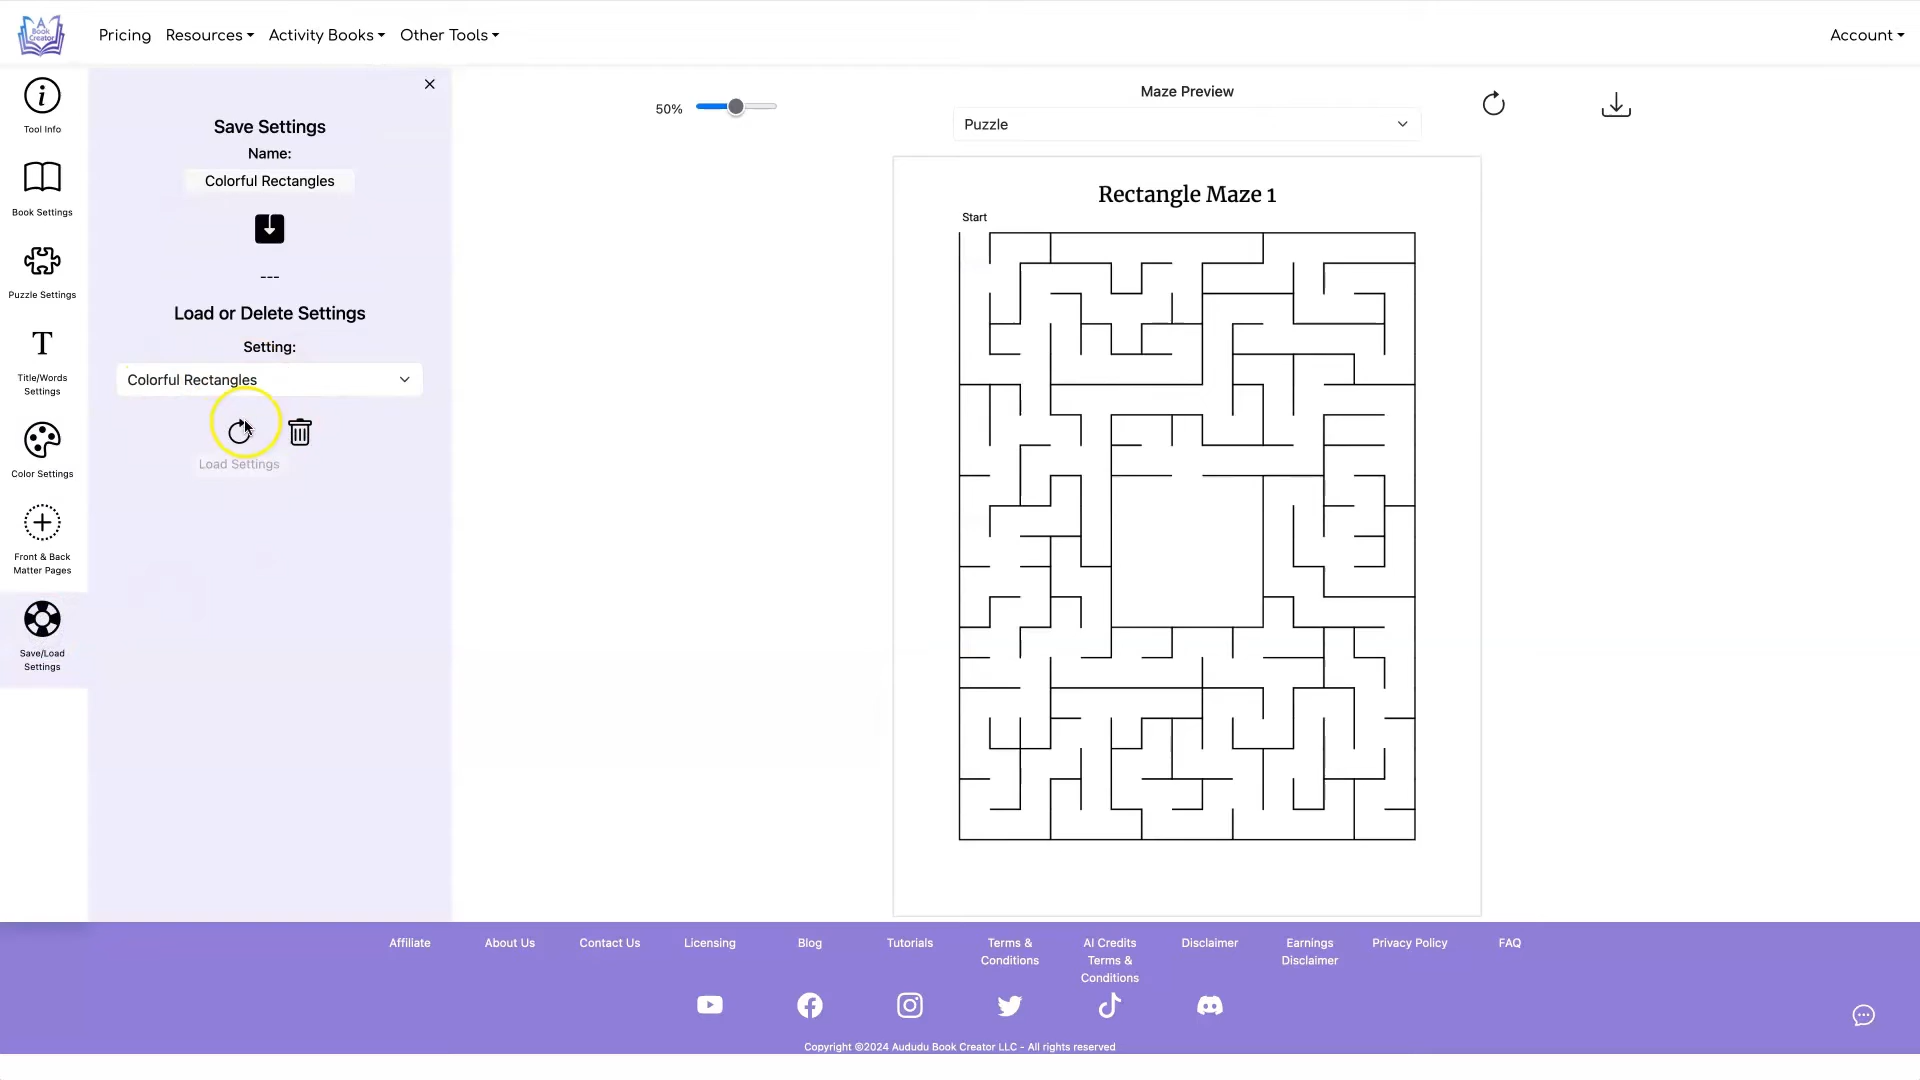 A
Book
Creator
Pricing
Resources
Activity Books
Other Tools
Account
Tool Info
Book Settings
Puzzle Settings
T
Title/Words
Settings
Color Settings
Front & Back
Matter Pages
Save/Load
Settings
Save Settings
Name:
Colorful Rectangles
---
Load or Delete Settings
Setting:
Colorful Rectangles
Load Settings
50%
Maze Preview
Puzzle
Rectangle Maze 1
Start
Affiliate
About Us
Contact Us
Licensing
Blog
Tutorials
Terms &
Conditions
AI Credits
Terms &
Conditions
Disclaimer
Earnings
Disclaimer
Privacy Policy
FAQ
Copyright ©2024 Aududu Book Creator LLC - All rights reserved